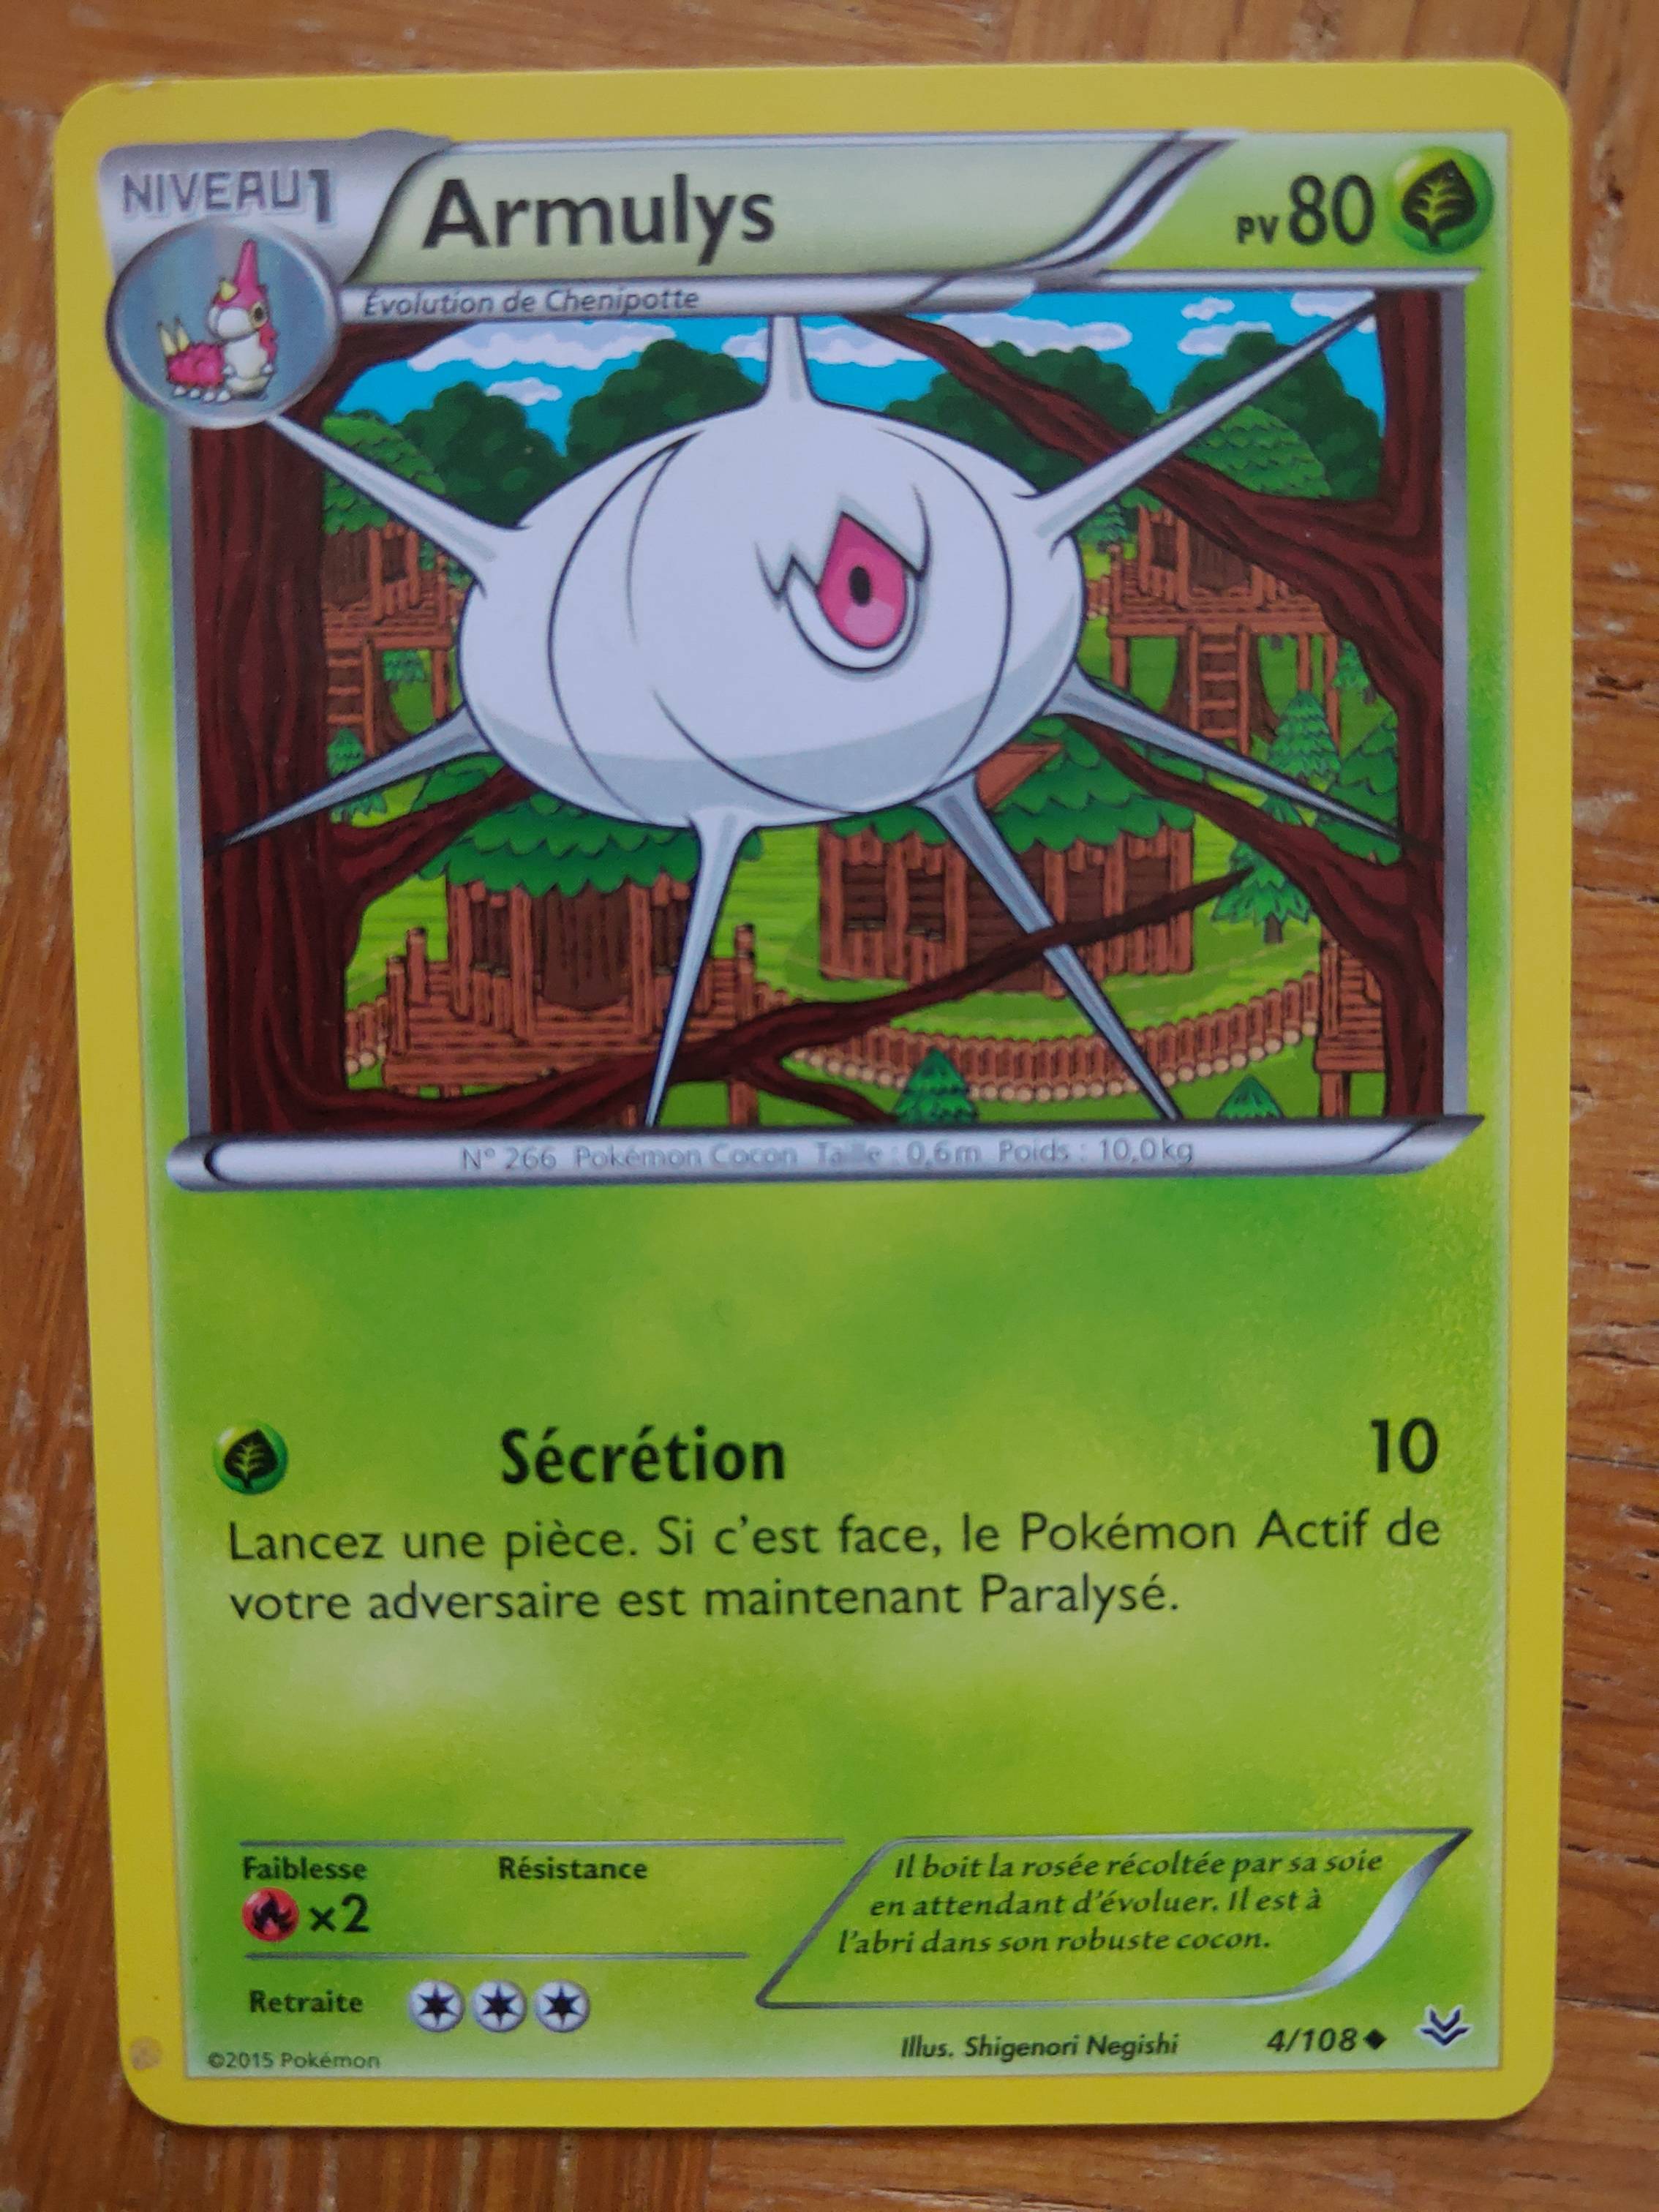 NIVEAU1
Armulys
PV 80
Évolution de Chenipotte
N° 266 Pokémon Cocon Taille : 0,6m Poids : 10,0kg
Sécrétion 10
Lancez une pièce. Si c'est face, le Pokémon Actif de
votre adversaire est maintenant Paralysé.
Faiblesse Résistance
×2
Il boit la rosée récoltée par sa soie
en attendant d'évoluer. Il est à
l'abri dans son robuste cocon.
Retraite
©2015 Pokémon
Illus. Shigenori Negishi 4/108